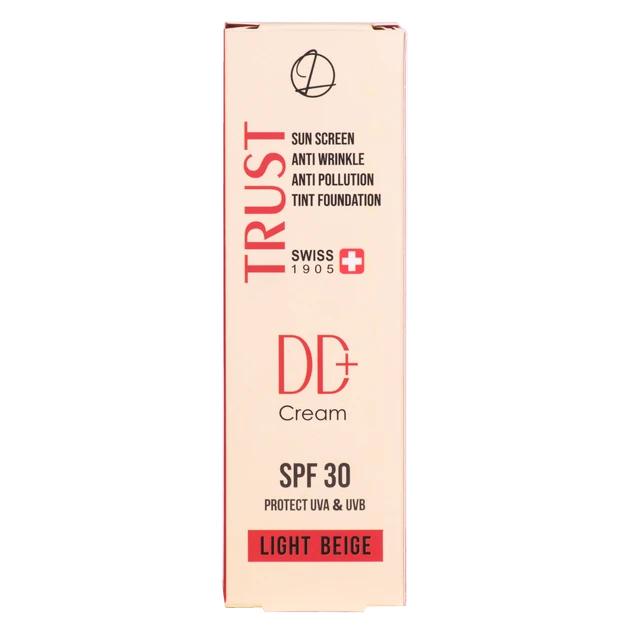 TRUST
SUN SCREEN
ANTI WRINKLE
ANTI POLLUTION
TINT FOUNDATION
SWISS
1905
DD+
Cream
SPF 30
PROTECT UVA & UVB
LIGHT BEIGE